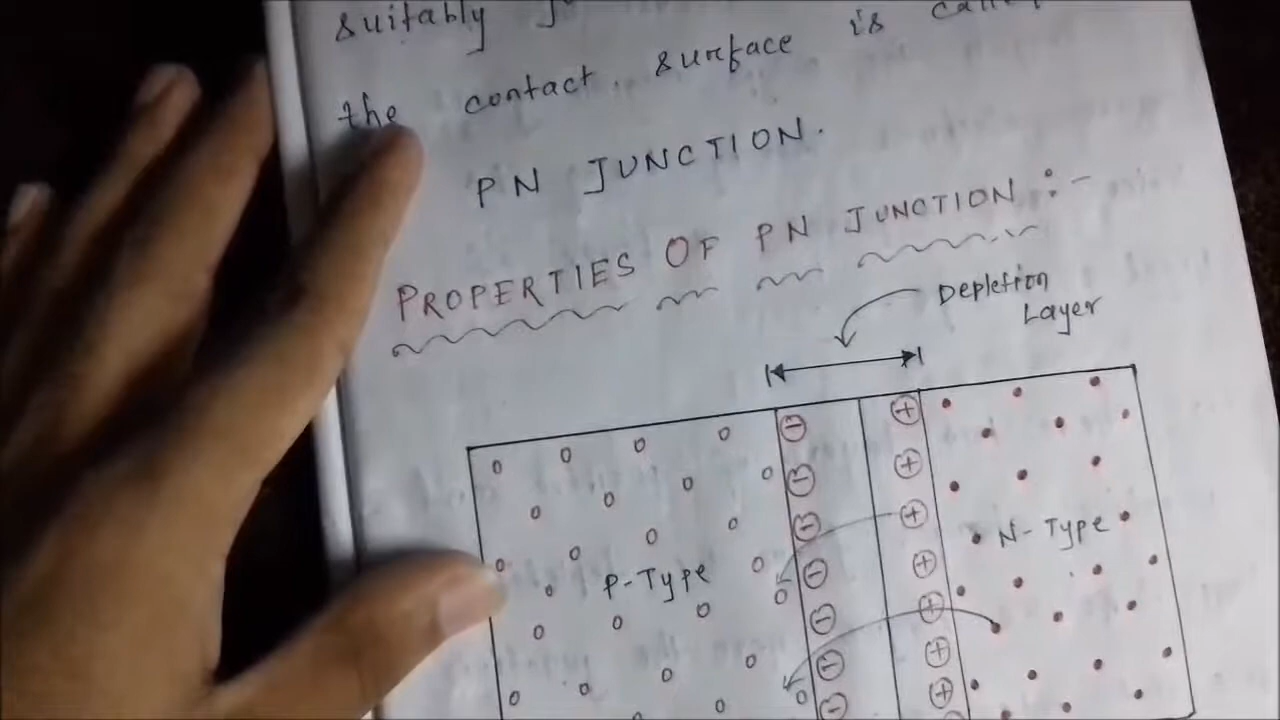 suitably
the contact surface is
PN JUNCTION.
PROPERTIES OF PN JUNCTION :-
Depletion
Layer
P-Type
N-Type